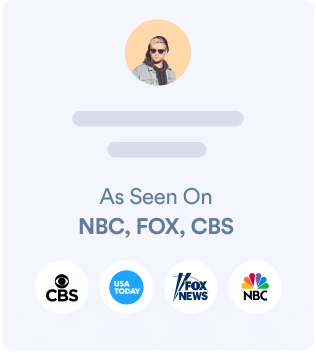 As Seen On
NBC, FOX, CBS
CBS
USA
TODAY
FOX
NEWS
NBC